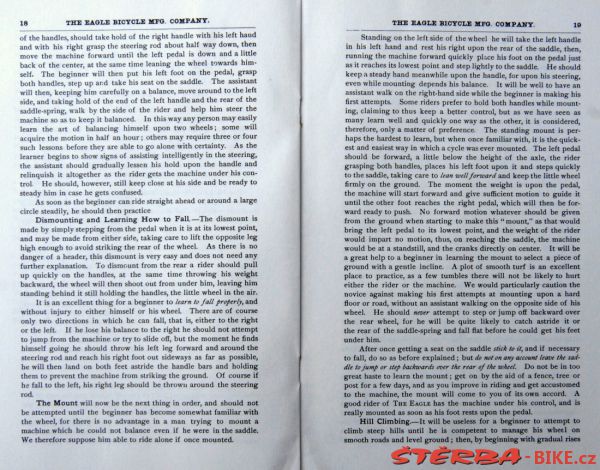 18
THE EAGLE BICYCLE MFG. COMPANY.
of the handles, should take hold of the right handle with his left hand
and with his right grasp the steering rod about half way down, then
move the machine forward until the left pedal is down and a little
back of the center, at the same time leaning the wheel towards him-
self. The beginner will then put his left foot on the pedal, grasp
both handles, step up and take his seat on the saddle. The assistant
will then, keeping him carefully on a balance, move around to the left
side, and taking hold of the end of the left handle and the rear of the
saddle-spring, walk by the side of the rider and help him steer the
machine so as to keep it balanced. In this way any person may easily
learn the art of balancing himself upon two wheels; some will
acquire the motion in half an hour; others may require three or four
such lessons before they are able to go alone with certainty. As the
learner begins to show signs of assisting intelligently in the steering,
the assistant should gradually lessen his hold upon the handle and
relinquish it altogether as the rider gets the machine under his con-
trol. He should, however, still keep close at his side and be ready to
steady him in case he gets confused.
As soon as the beginner can ride straight ahead or around a large
circle steadily, he should then practice
Dismounting and Learning How to Fall.—The dismount is
made by simply stepping from the pedal when it is at its lowest point,
and may be made from either side, taking care to lift the opposite leg
high enough to avoid striking the rear of the wheel. As there is no
danger of a header, this dismount is very easy and does not need any
further explanation. To dismount from the rear a rider should pull
up quickly on the handles, at the same time throwing his weight
backward, the wheel will then shoot out from under him, leaving him
standing behind it still holding the handles, the little wheel in the air.
It is an excellent thing for a beginner to learn to fall properly, and
without injury to either himself or his wheel. There are of course
only two directions in which he can fall, that is, either to the right
or the left. If he lose his balance to the right he should not attempt
to jump from the machine or try to slide off, but the moment he finds
himself going he should throw his left leg forward and around the
steering rod and reach his right foot out sideways as far as possible,
he will then land on both feet astride the handle bars and holding
them to prevent the machine from striking the ground. Of course
if he fall to the left, his right leg should be thrown around the steering
rod.
The Mount will now be the next thing in order, and should not
be attempted until the beginner has become somewhat familiar with
the wheel, for there is no advantage in a man trying to mount a
machine which he could not balance even if he were in the saddle.
We therefore suppose him able to ride alone if once mounted.
THE EAGLE BICYCLE MFG. COMPANY.
19
Standing on the left side of the wheel he will take the left handle
in his left hand and rest his right upon the rear of the saddle, then,
running the machine forward quickly place his foot on the pedal just
as it reaches its lowest point and step lightly to the saddle. He should
keep a steady hand meanwhile upon the handle, for upon his steering,
even while mounting depends his balance. It will be well to have an
assistant walk on the right-hand side while the beginner is making his
first attempts. Some riders prefer to hold both handles while mount-
ing, claiming to thus keep a better control, but as we have seen as
many learn well and quickly one way as the other, it is considered,
therefore, only a matter of preference. The standing mount is per-
haps the hardest to learn, but when once familiar with, it is the quick-
est and easiest way in which a cycle was ever mounted. The left pedal
should be forward, a little below the height of the axle, the rider
grasping both handles, places his left foot upon it and steps quickly
to the saddle, taking care to lean well forward and keep the little wheel
firmly on the ground. The moment the weight is upon the pedal,
the machine will start forward and give sufficient motion to guide it
until the other foot reaches the right pedal, which will then be for-
ward ready to push. No forward motion whatever should be given
from the ground when starting to make this "mount," as that would
bring the left pedal to its lowest point, and the weight of the rider
would impart no motion, thus, on reaching the saddle, the machine
would be at a standstill, and the cranks directly on center. It will be
a great help to a beginner in learning the mount to select a piece of
ground with a gentle incline. A plot of smooth turf is an excellent
place to practice, as a few tumbles there will not be likely to hurt
either the rider or the machine. We would particularly caution the
novice against making his first attempts at mounting upon a hard
floor or road, without an assistant walking on the opposite side of his
wheel. He should never attempt to step or jump off backward over
the rear wheel, for he will be quite likely to catch astride it or the
rear of the saddle-spring and fall flat before he could get his feet
under him.
After once getting a seat on the saddle stick to it, and if necessary
to fall, do so as before explained; but do not on any account leave the sad-
dle to jump or step backwards over the rear of the wheel. Do not be in too
great haste to learn the mount; get on by the aid of a fence, tree or
post for a few days, and as you improve in riding and get accustomed
to the machine, the mount will come to you of its own accord. A
good rider of THE EAGLE has the machine under his control, and is
really mounted as soon as his foot rests upon the pedal.
Hill Climbing.—It will be useless for a beginner to attempt to
climb steep hills until he is competent to manage his wheel on
smooth roads and level ground; then, by beginning with gradual rises
ŠTĚRBA-BIKE.cz